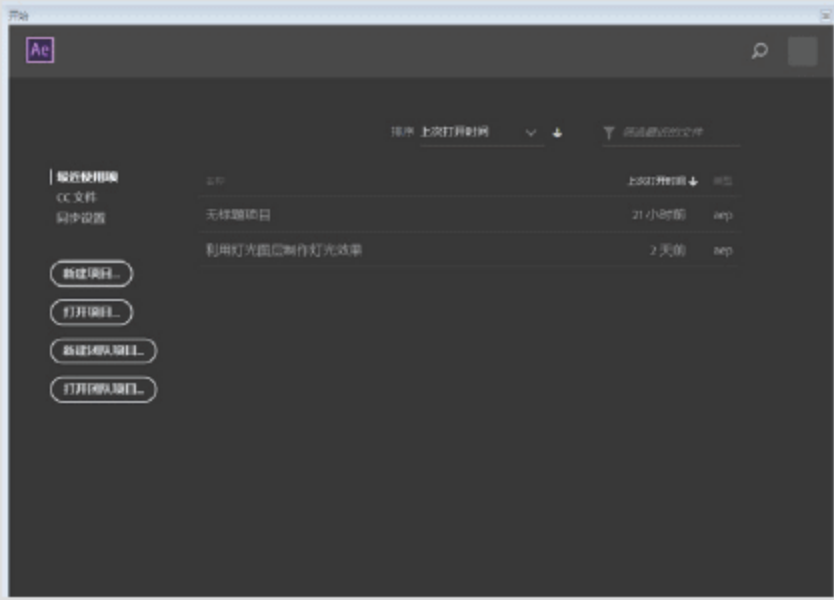 开始
Ae
排序 上次打开时间
筛选最近的文件
最近使用项
CC 文件
同步设置
名称 上次打开时间 类型
无标题项目 21 小时前 aep
利用灯光图层制作灯光效果 2 天前 aep
新建项目...
打开项目...
新建团队项目...
打开团队项目...